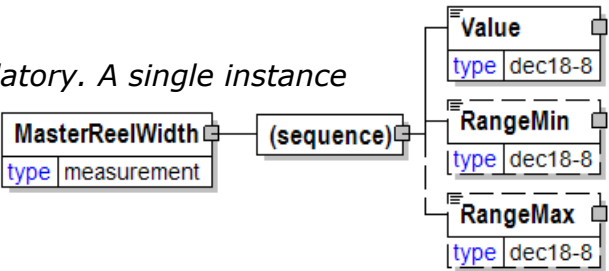 Value
type dec18-8
latory. A single instance
RangeMin
type dec18-8
MasterReelWidth
type measurement
(sequence)
RangeMax
type dec18-8